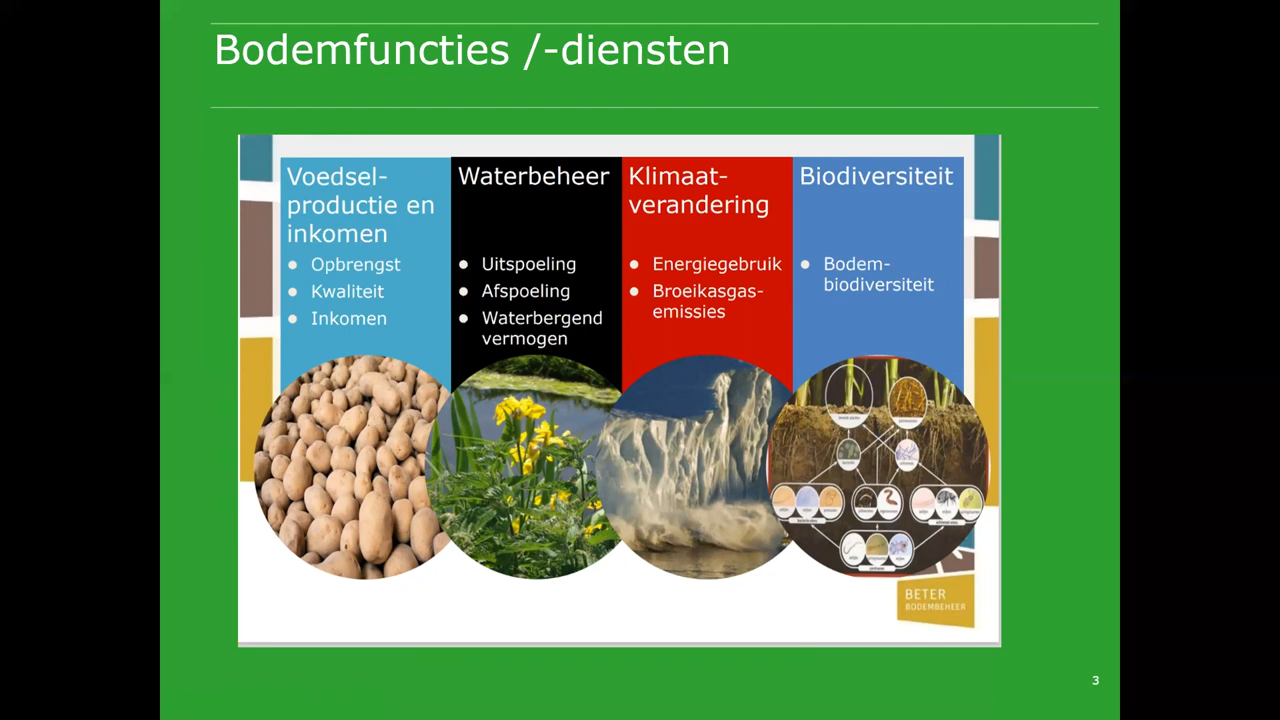 Bodemfuncties /-diensten
Voedsel-
productie en
inkomen
● Opbrengst
● Kwaliteit
● Inkomen
Waterbeheer
● Uitspoeling
● Afspoeling
● Waterbergend
vermogen
Klimaat-
verandering
● Energiegebruik
● Broeikasgas-
emissies
Biodiversiteit
● Bodem-
biodiversiteit
BETER
BODEMBEHEER
3